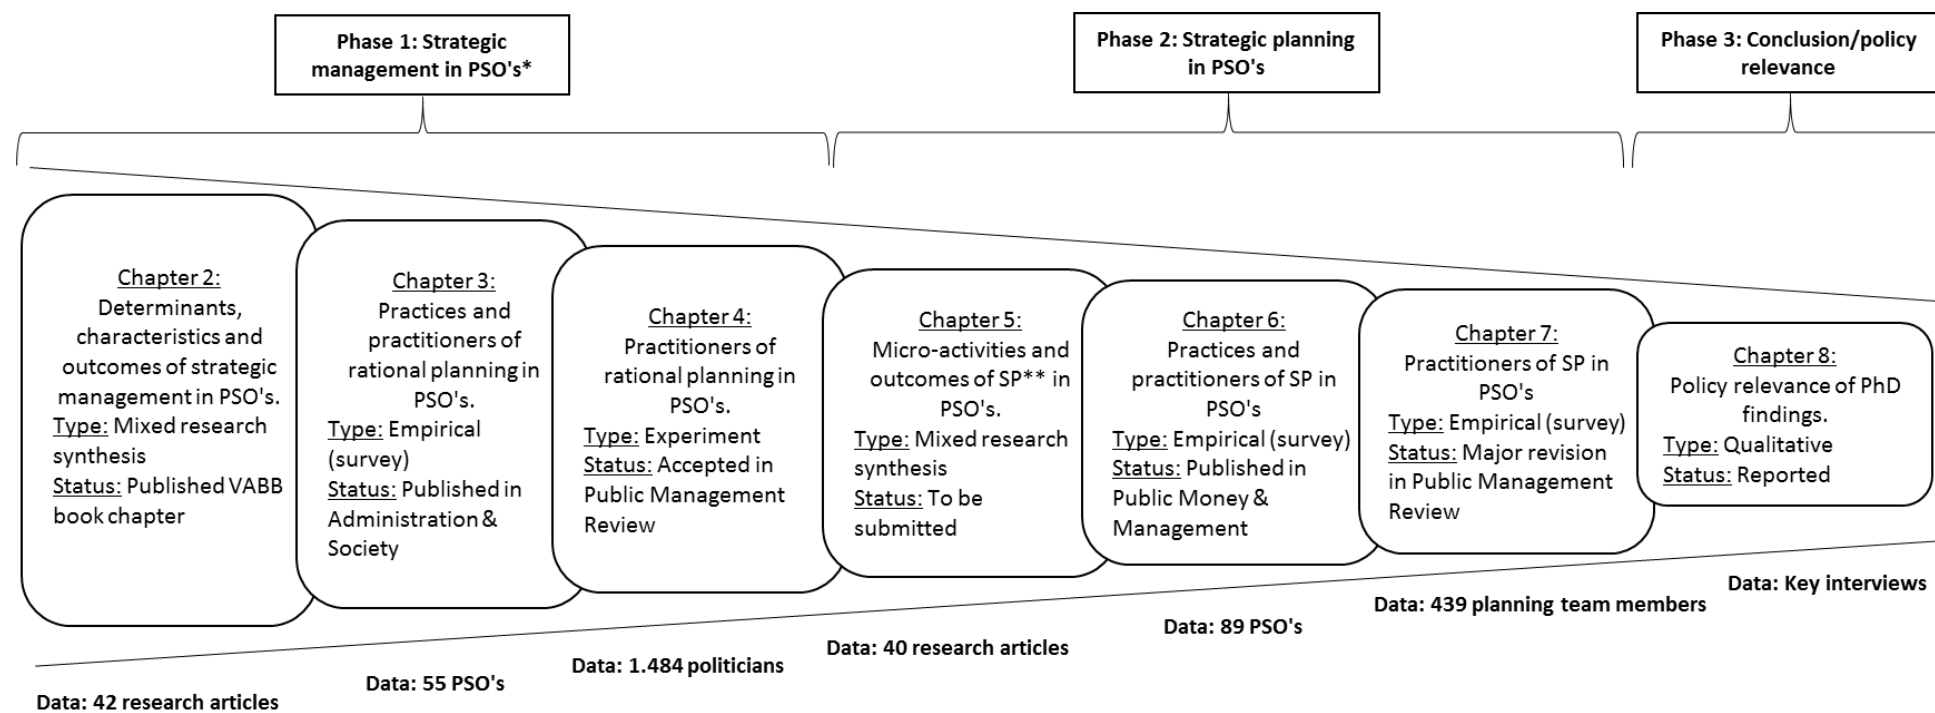 Phase 1: Strategic
management in PSO's*
Phase 2: Strategic planning
in PSO's
Phase 3: Conclusion/policy
relevance
Chapter 2:
Determinants,
characteristics and
outcomes of strategic
management in PSO's.
Type: Mixed research
synthesis
Status: Published VABB
book chapter
Chapter 3:
Practices and
practitioners of
rational planning in
PSO's.
Type: Empirical
(survey)
Status: Published in
Administration &
Society
Chapter 4:
Practitioners of
rational planning in
PSO's.
Type: Experiment
Status: Accepted in
Public Management
Review
Chapter 5:
Micro-activities and
outcomes of SP** in
PSO's.
Type: Mixed research
synthesis
Status: To be
submitted
Chapter 6:
Practices and
practitioners of SP in
PSO's
Type: Empirical (survey)
Status: Published in
Public Money &
Management
Chapter 7:
Practitioners of SP in
PSO's
Type: Empirical (survey)
Status: Major revision
in Public Management
Review
Chapter 8:
Policy relevance of PhD
findings.
Type: Qualitative
Status: Reported
Data: 42 research articles
Data: 55 PSO's
Data: 1.484 politicians
Data: 40 research articles
Data: 89 PSO's
Data: 439 planning team members
Data: Key interviews